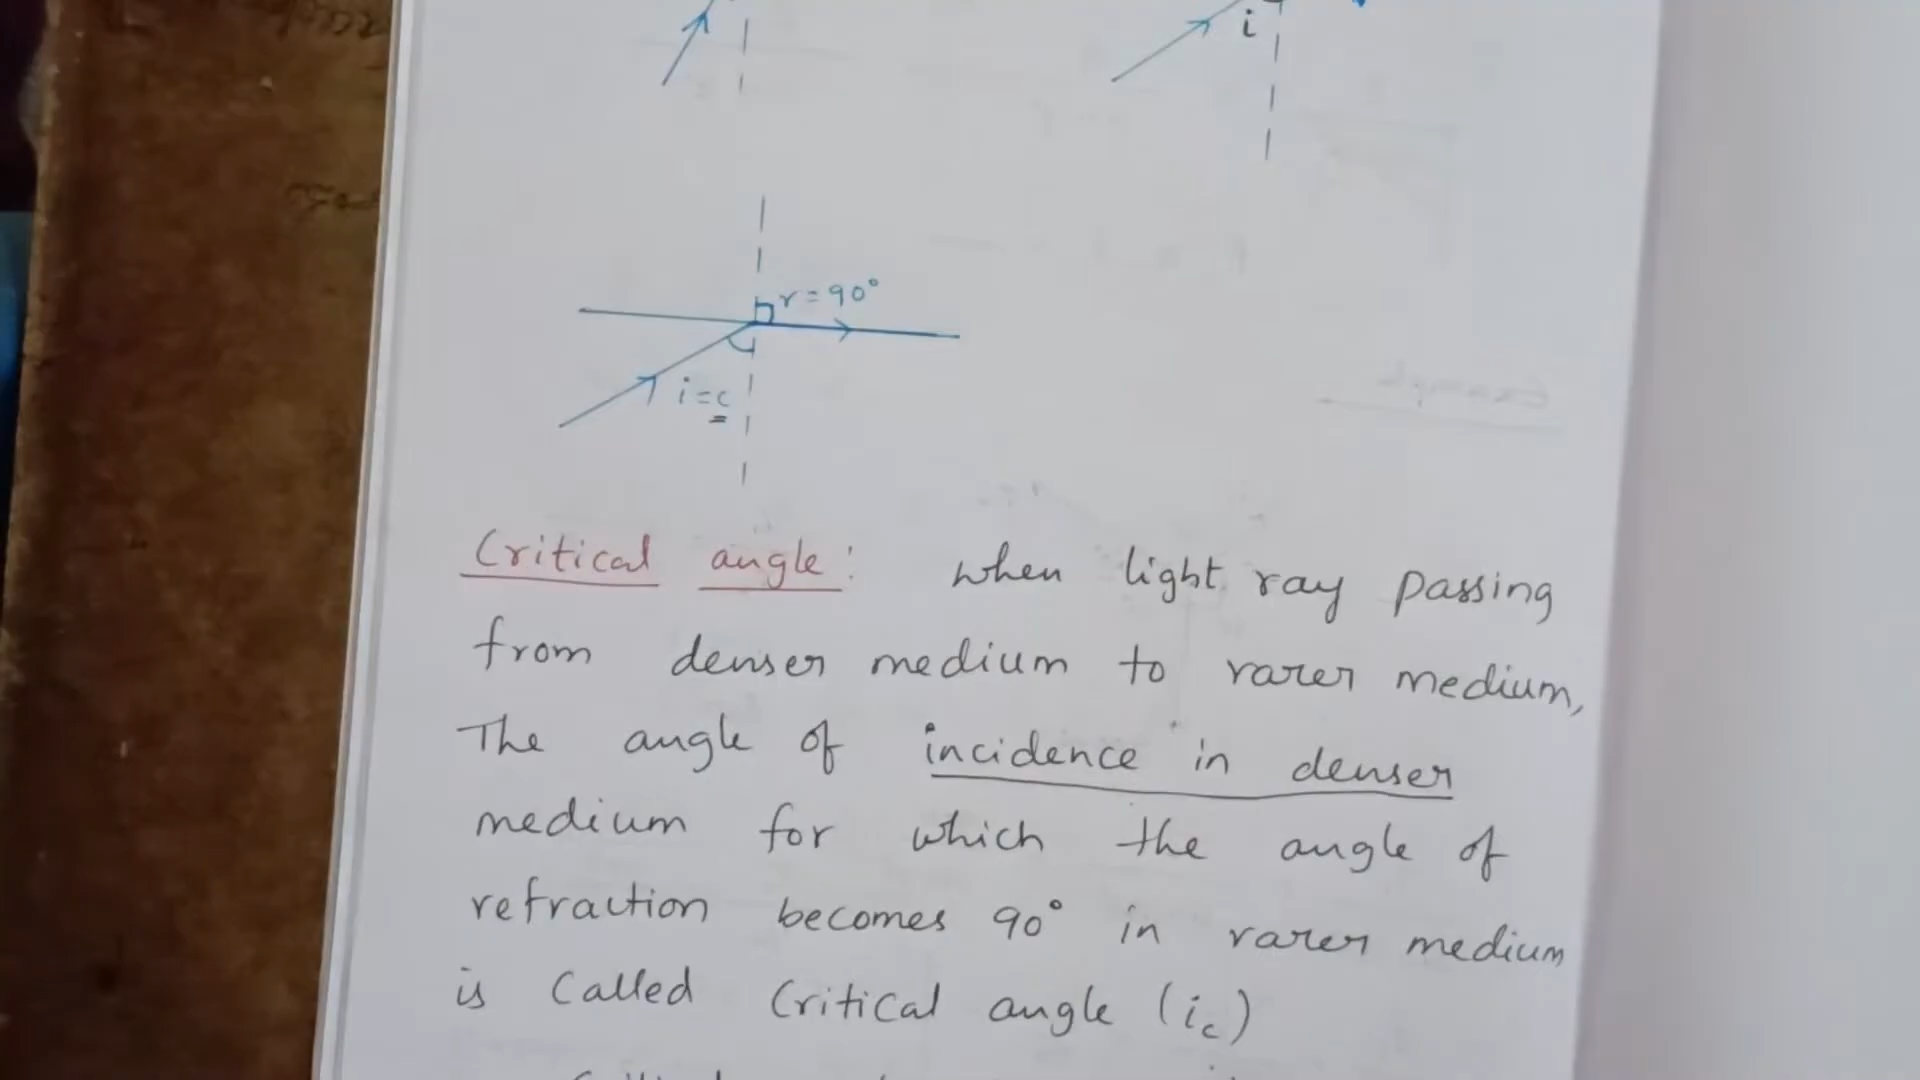 i
r=90°
i=c
Critical angle: when light ray passing
from denser medium to rarer medium,
The angle of incidence in denser
medium for which the angle of
refraction becomes 90° in rarer medium
is Called Critical angle (ic)